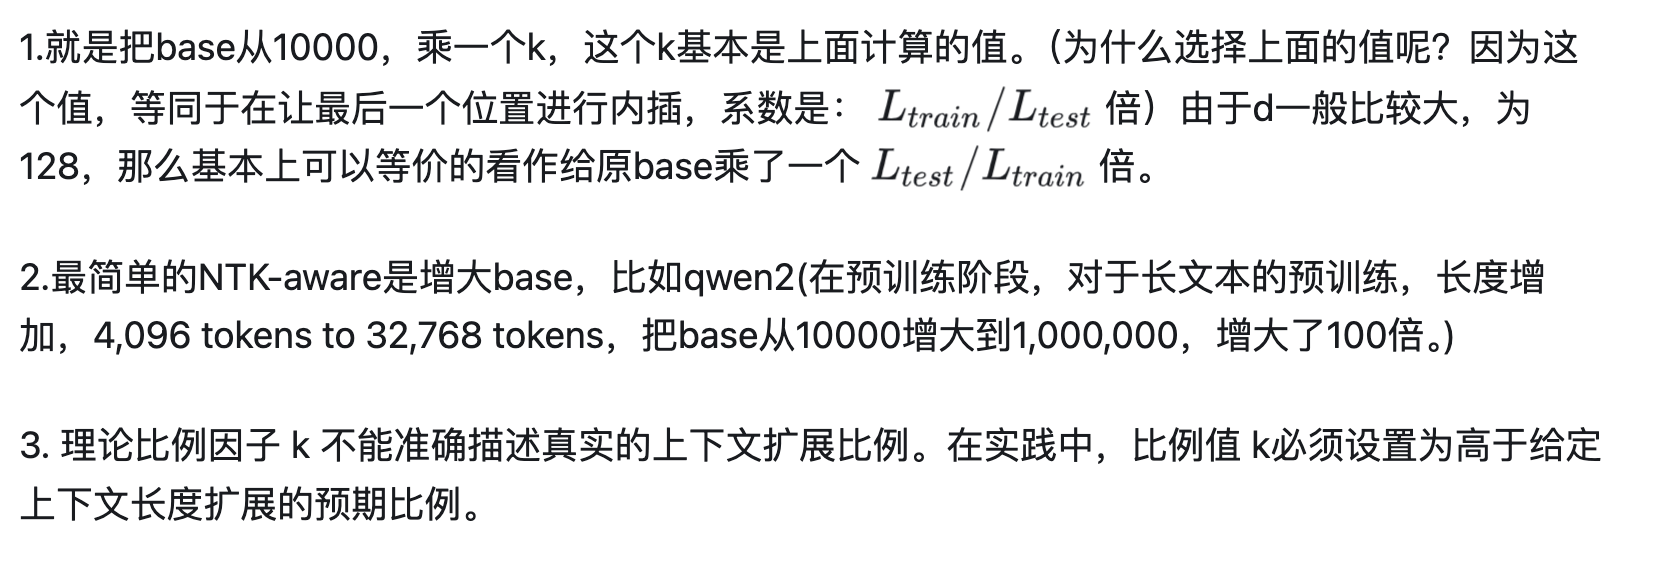 1.就是把base从10000，乘一个k，这个k基本是上面计算的值。（为什么选择上面的值呢？因为这
个值，等同于在让最后一个位置进行内插，系数是： L_{train}/L_{test} 倍）由于d一般比较大，为
128，那么基本上可以等价的看作给原base乘了一个 L_{test}/L_{train} 倍。
2.最简单的NTK-aware是增大base，比如qwen2(在预训练阶段，对于长文本的预训练，长度增
加，4,096 tokens to 32,768 tokens，把base从10000增大到1,000,000，增大了100倍。)
3. 理论比例因子 k 不能准确描述真实的上下文扩展比例。在实践中，比例值 k必须设置为高于给定
上下文长度扩展的预期比例。